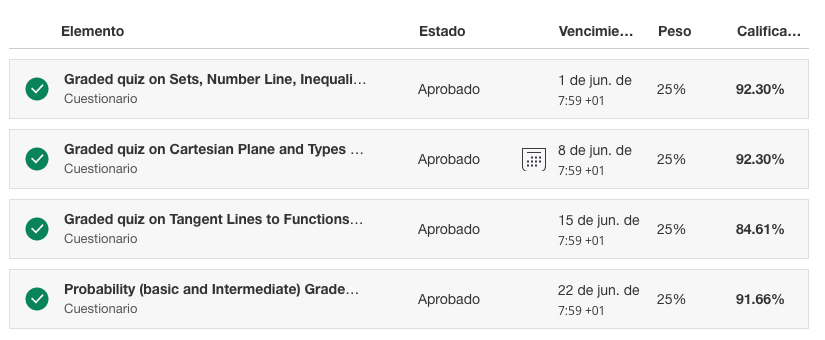 Elemento Estado Vencimie... Peso Califica...
Graded quiz on Sets, Number Line, Inequali... Aprobado 1 de jun. de 25% 92.30%
Cuestionario 7:59 +01
Graded quiz on Cartesian Plane and Types ... Aprobado 8 de jun. de 25% 92.30%
Cuestionario 7:59 +01
Graded quiz on Tangent Lines to Functions... Aprobado 15 de jun. de 25% 84.61%
Cuestionario 7:59 +01
Probability (basic and Intermediate) Grade... Aprobado 22 de jun. de 25% 91.66%
Cuestionario 7:59 +01